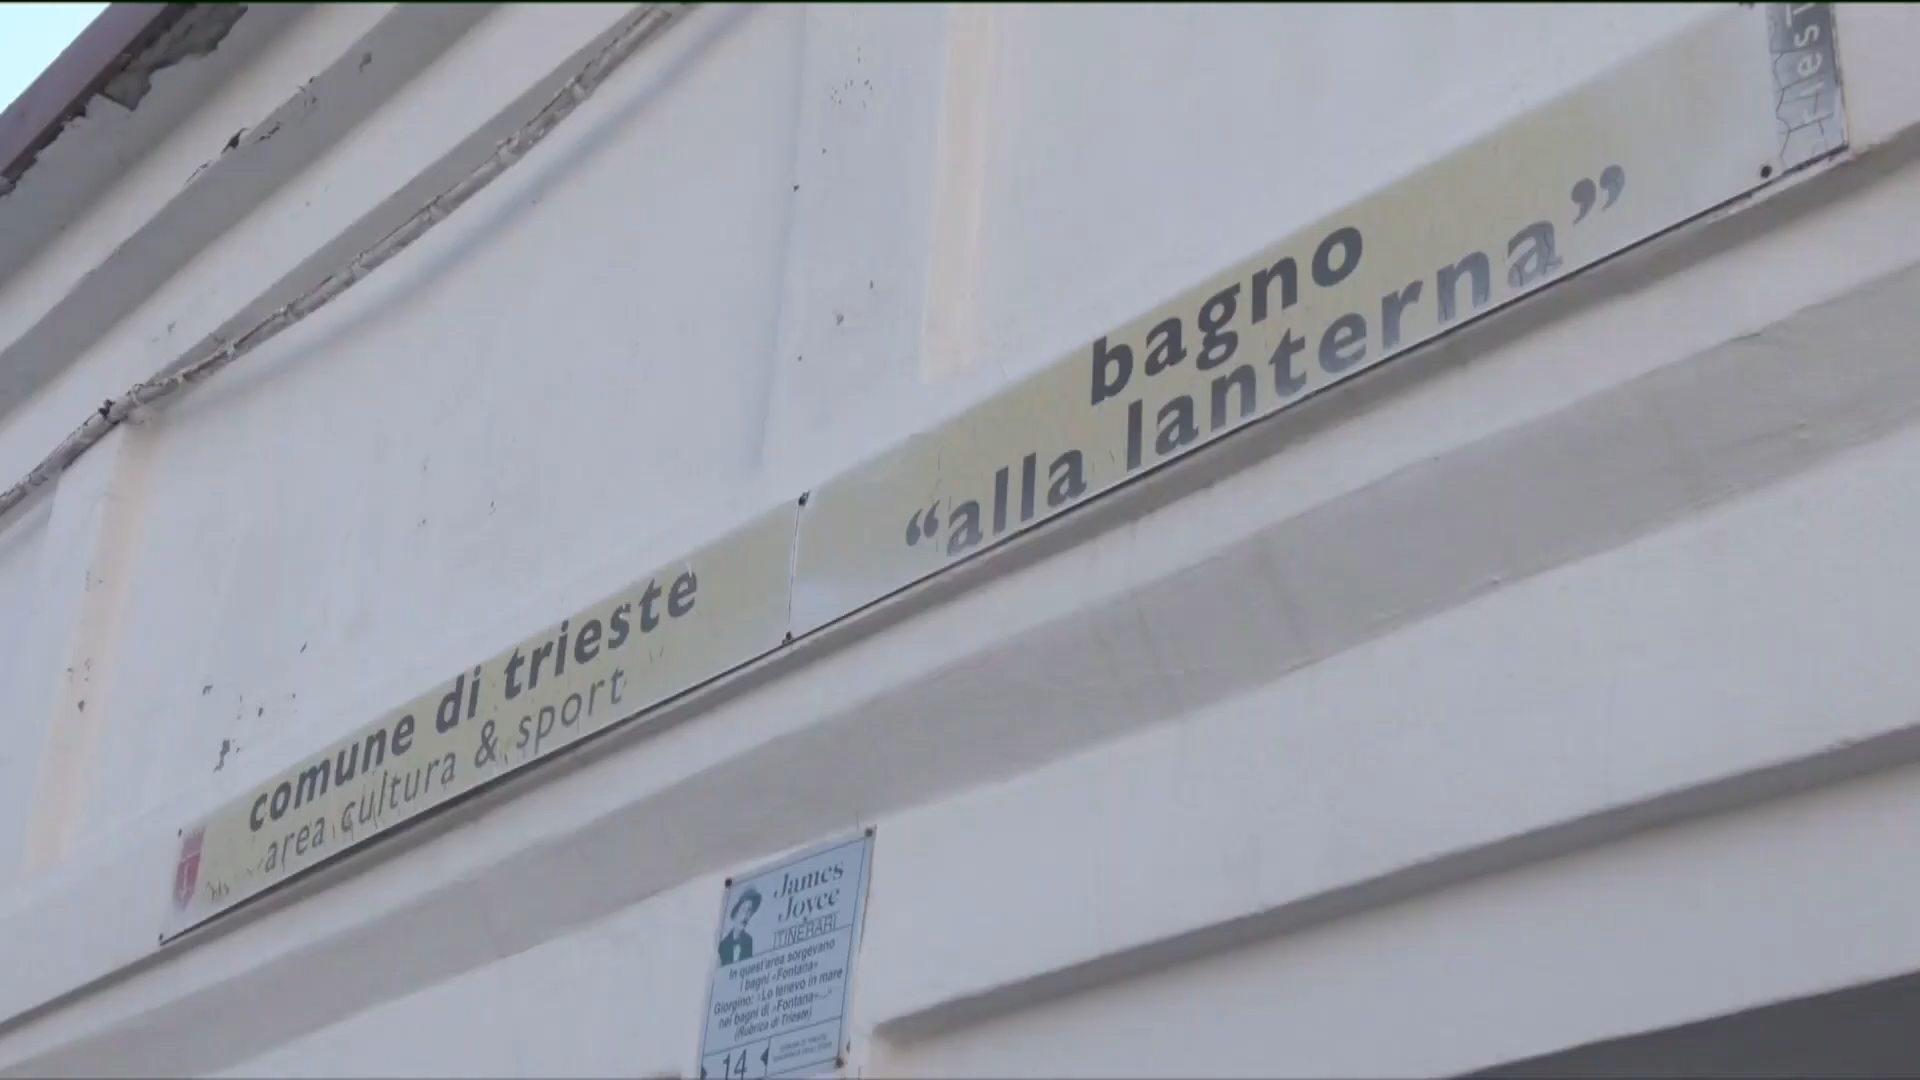 comune di trieste
area cultura & sport
bagno
“alla lanterna”
James
Joyce
ITINERARI
In quest'area sorgevano
i bagni «Fontana»
Giorgino: «Lo tenevo in mare
nei bagni di «Fontana»...»
(Rubrica di Trieste)
14